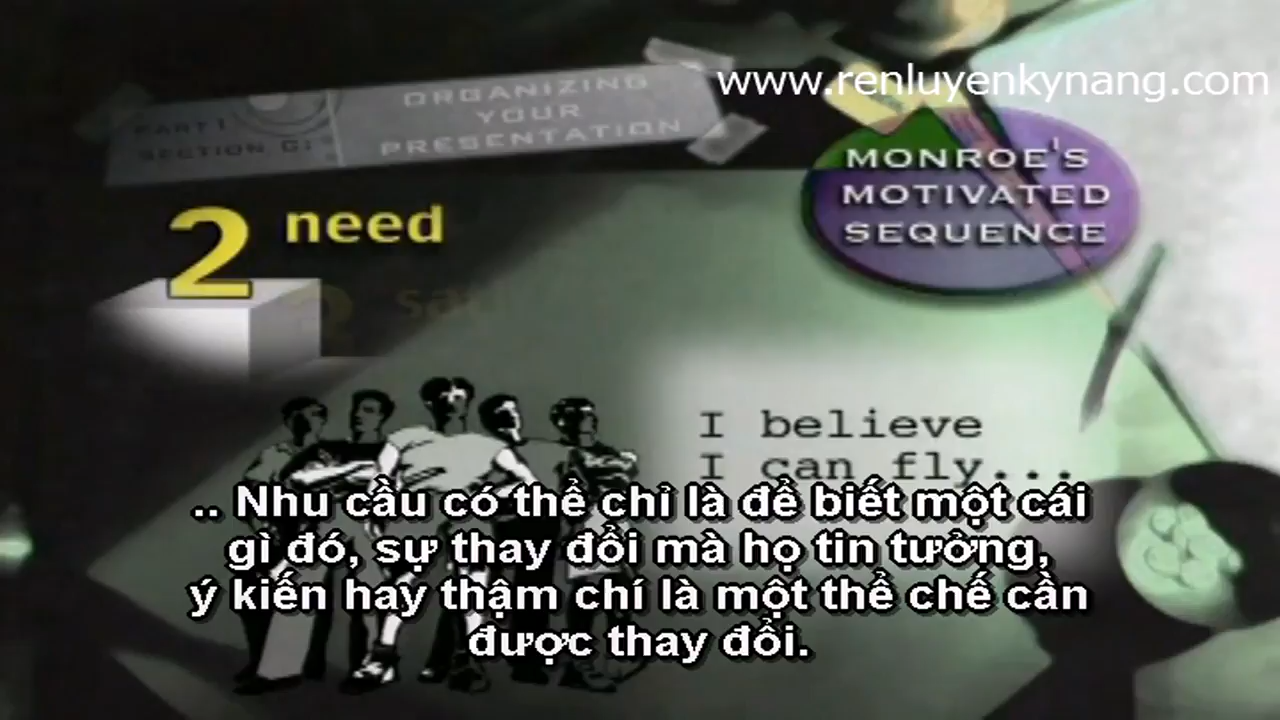 www.renluyenkynang.com
ORGANIZING
YOUR
PRESENTATION
PART I
SECTION G:
MONROE'S
MOTIVATED
SEQUENCE
2 need
I believe
I can fly...
.. Nhu cầu có thể chỉ là để biết một cái
gì đó, sự thay đổi mà họ tin tưởng,
ý kiến hay thậm chí là một thể chế cần
được thay đổi.